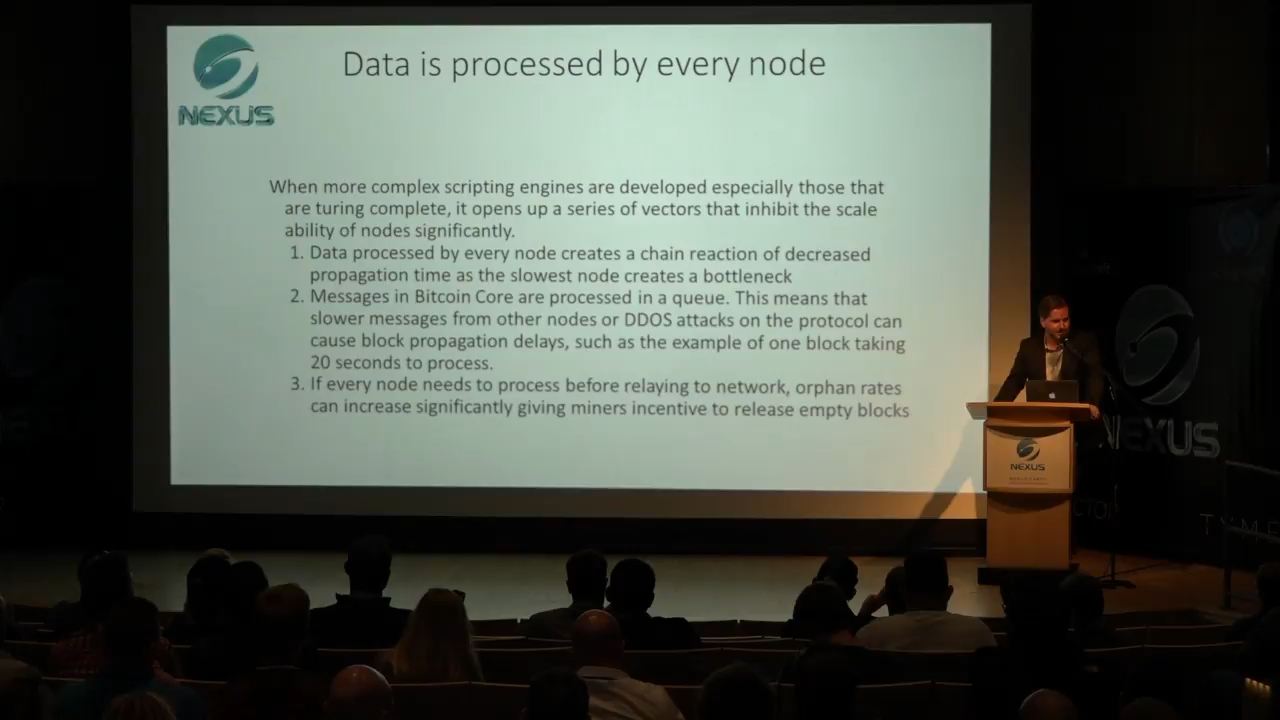 Data is processed by every node
NEXUS
When more complex scripting engines are developed especially those that
are turing complete, it opens up a series of vectors that inhibit the scale
ability of nodes significantly.
1. Data processed by every node creates a chain reaction of decreased
propagation time as the slowest node creates a bottleneck
2. Messages in Bitcoin Core are processed in a queue. This means that
slower messages from other nodes or DDOS attacks on the protocol can
cause block propagation delays, such as the example of one block taking
20 seconds to process.
3. If every node needs to process before relaying to network, orphan rates
can increase significantly giving miners incentive to release empty blocks
NEXUS
NEXUS